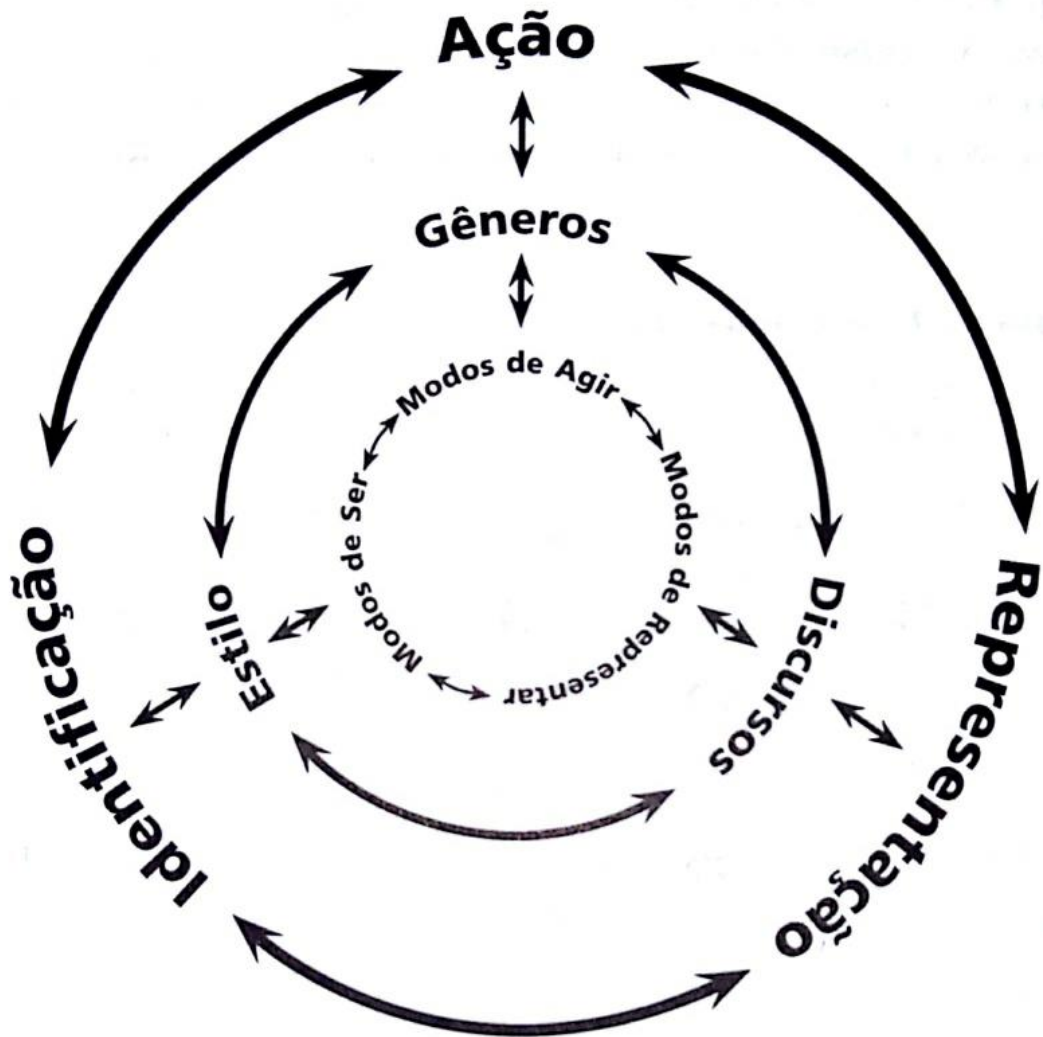 Ação
Gêneros
Modos de Agir
Modos de Ser
Modos de Representar
Estilo
Discursos
Identificação
Representação